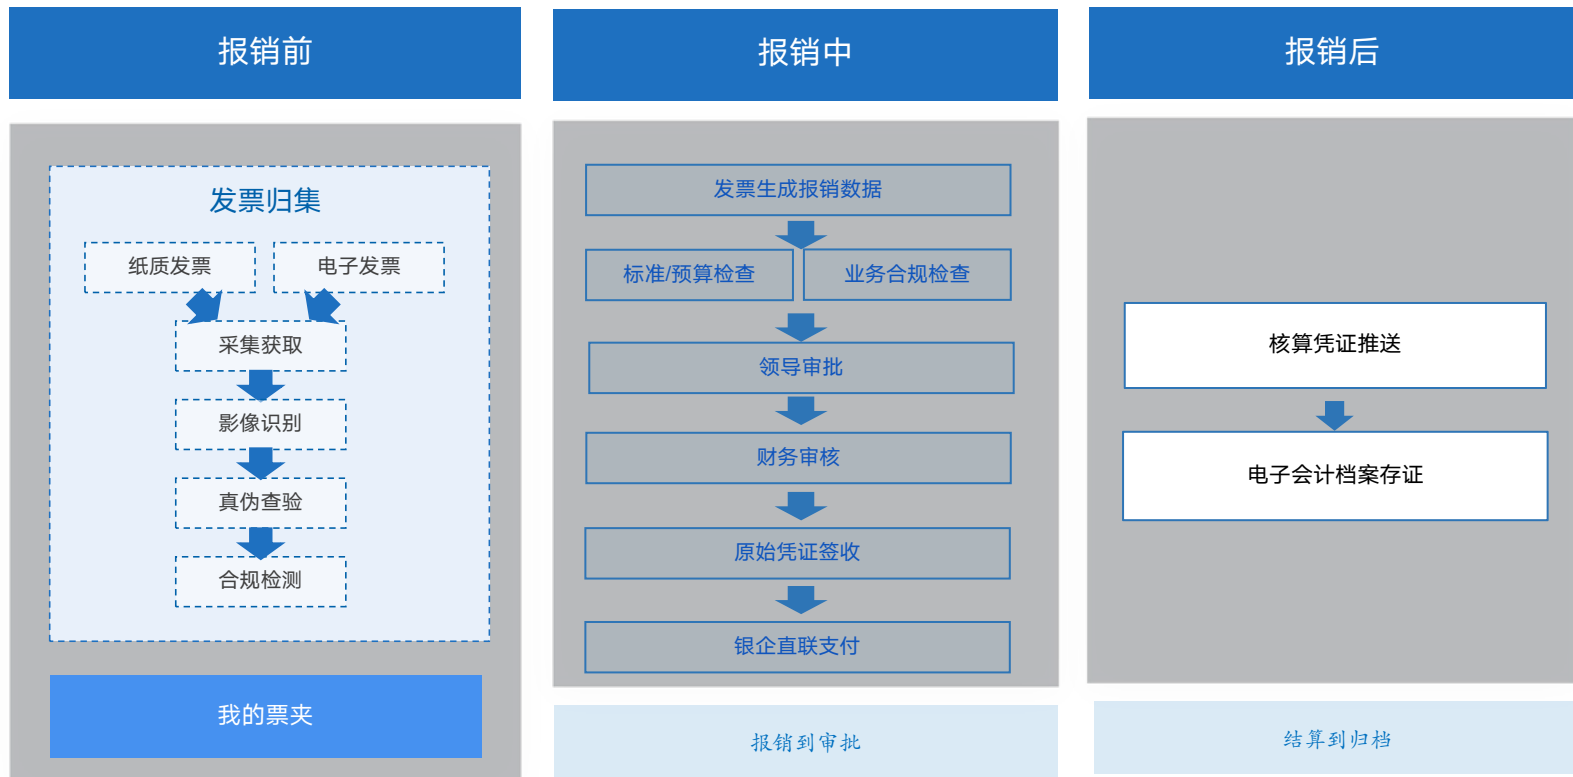 报销前
发票归集
纸质发票
电子发票
采集获取
影像识别
真伪查验
合规检测
我的票夹
报销中
发票生成报销数据
标准/预算检查
业务合规检查
领导审批
财务审核
原始凭证签收
银企直联支付
报销到审批
报销后
核算凭证推送
电子会计档案存证
结算到归档